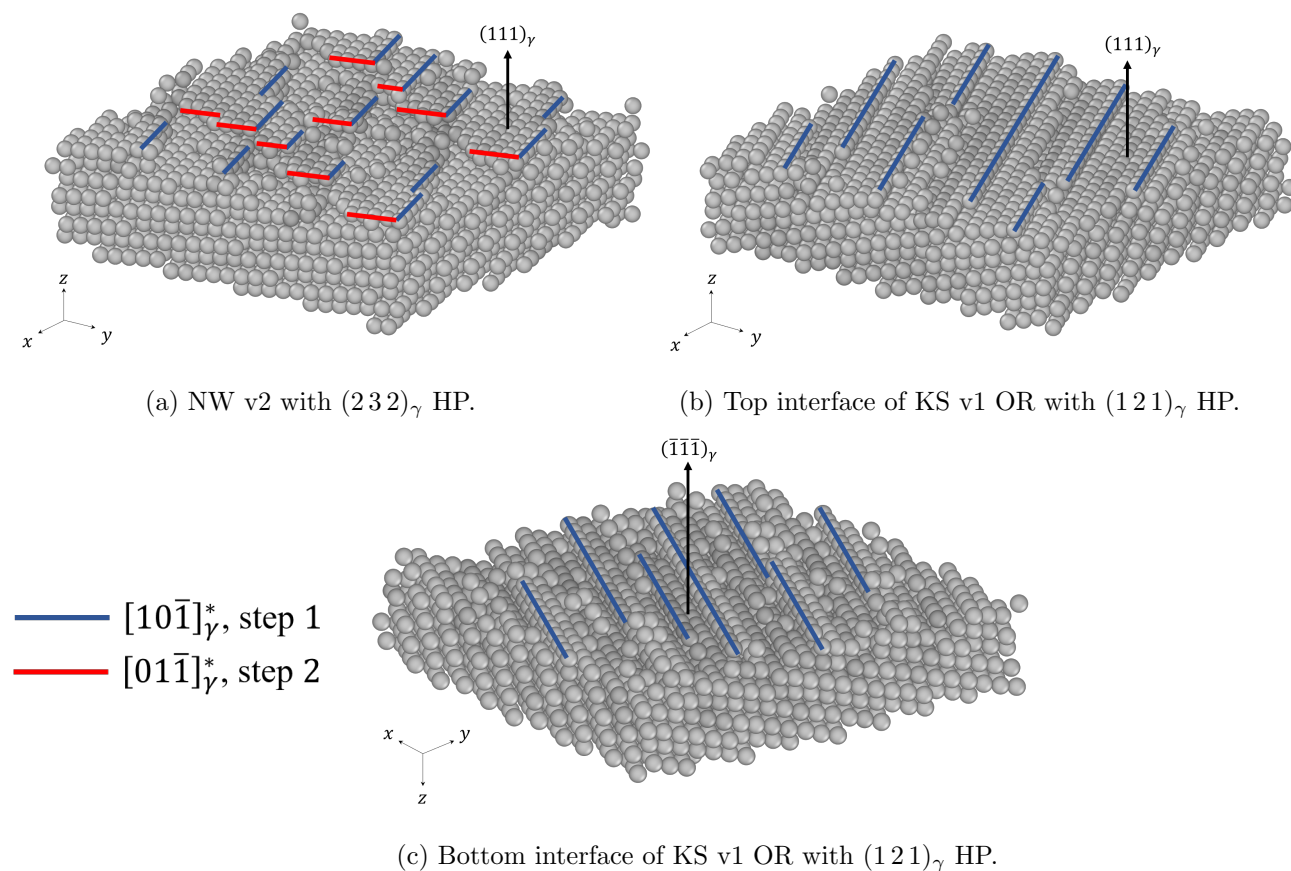 (111)γ
z
x
y
(a) NW v2 with (2 3 2)γ HP.
(111)γ
z
x
y
(b) Top interface of KS v1 OR with (1 2 1)γ HP.
(1̅1̅1̅)γ
[101̅]*γ, step 1
[011̅]*γ, step 2
x
y
z
(c) Bottom interface of KS v1 OR with (1 2 1)γ HP.